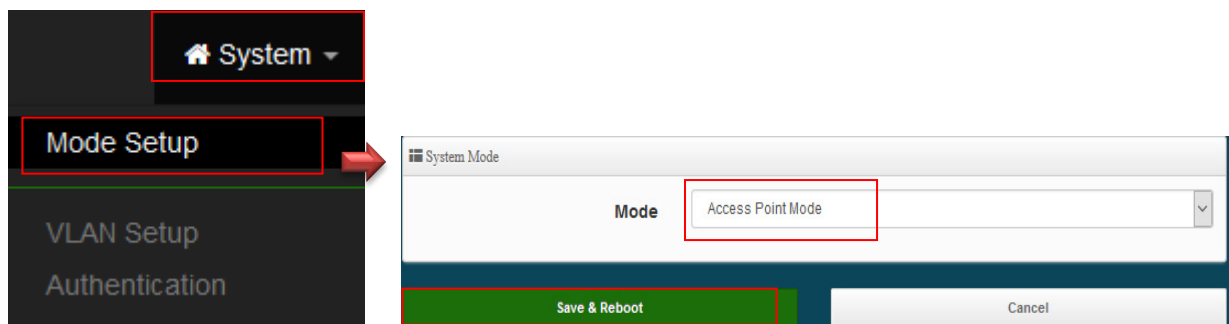 System
Mode Setup
VLAN Setup
Authentication
System Mode
Mode
Access Point Mode
Save & Reboot
Cancel